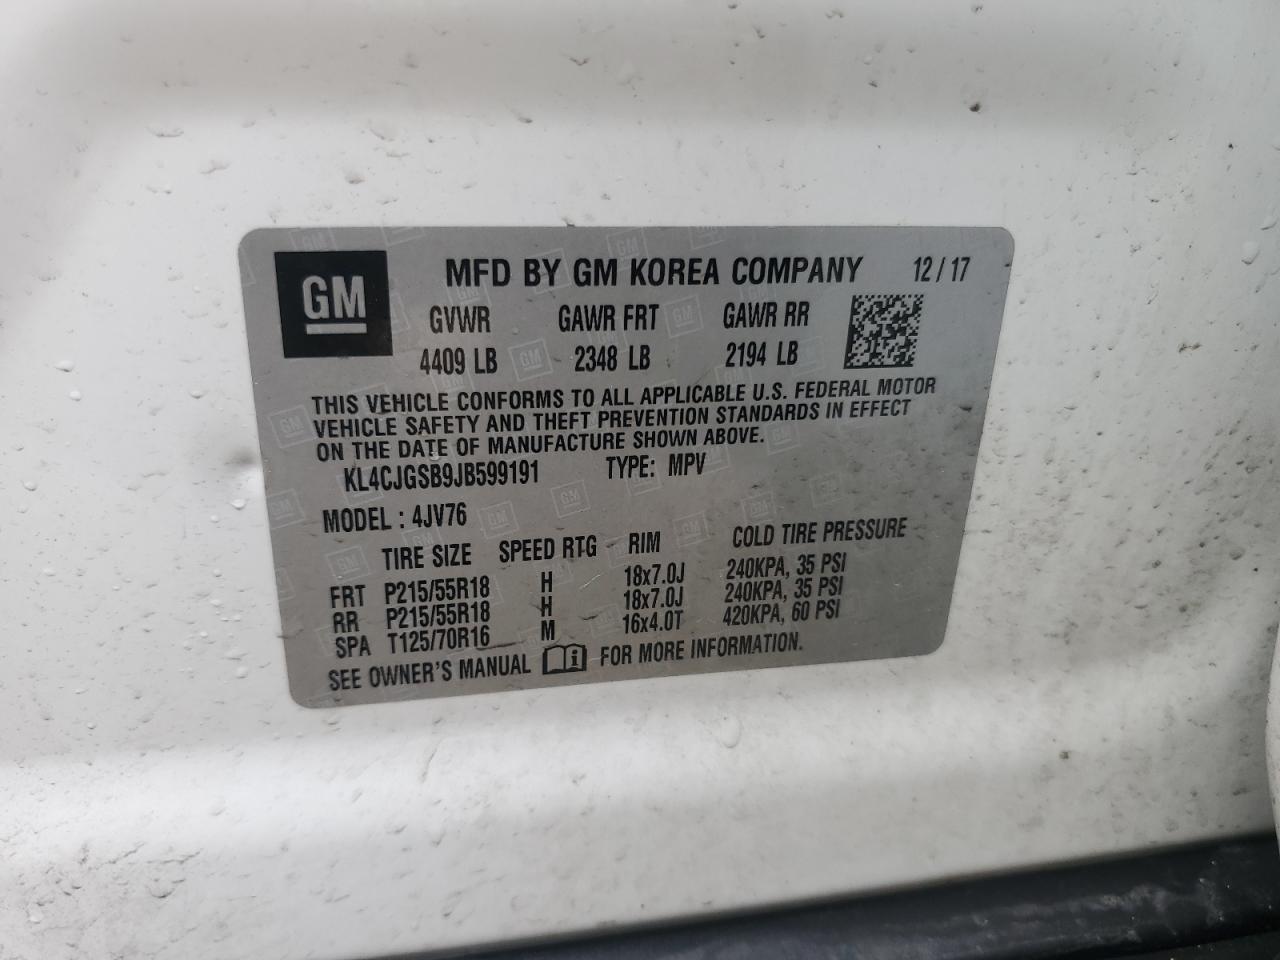 GM
MFD BY GM KOREA COMPANY 12 / 17
GVWR GAWR FRT GAWR RR
4409 LB 2348 LB 2194 LB
THIS VEHICLE CONFORMS TO ALL APPLICABLE U.S. FEDERAL MOTOR
VEHICLE SAFETY AND THEFT PREVENTION STANDARDS IN EFFECT
ON THE DATE OF MANUFACTURE SHOWN ABOVE.
KL4CJGSB9JB599191 TYPE: MPV
MODEL : 4JV76
TIRE SIZE SPEED RTG RIM COLD TIRE PRESSURE
FRT P215/55R18 H 18x7.0J 240KPA, 35 PSI
RR P215/55R18 H 18x7.0J 240KPA, 35 PSI
SPA T125/70R16 M 16x4.0T 420KPA, 60 PSI
SEE OWNER'S MANUAL i FOR MORE INFORMATION.